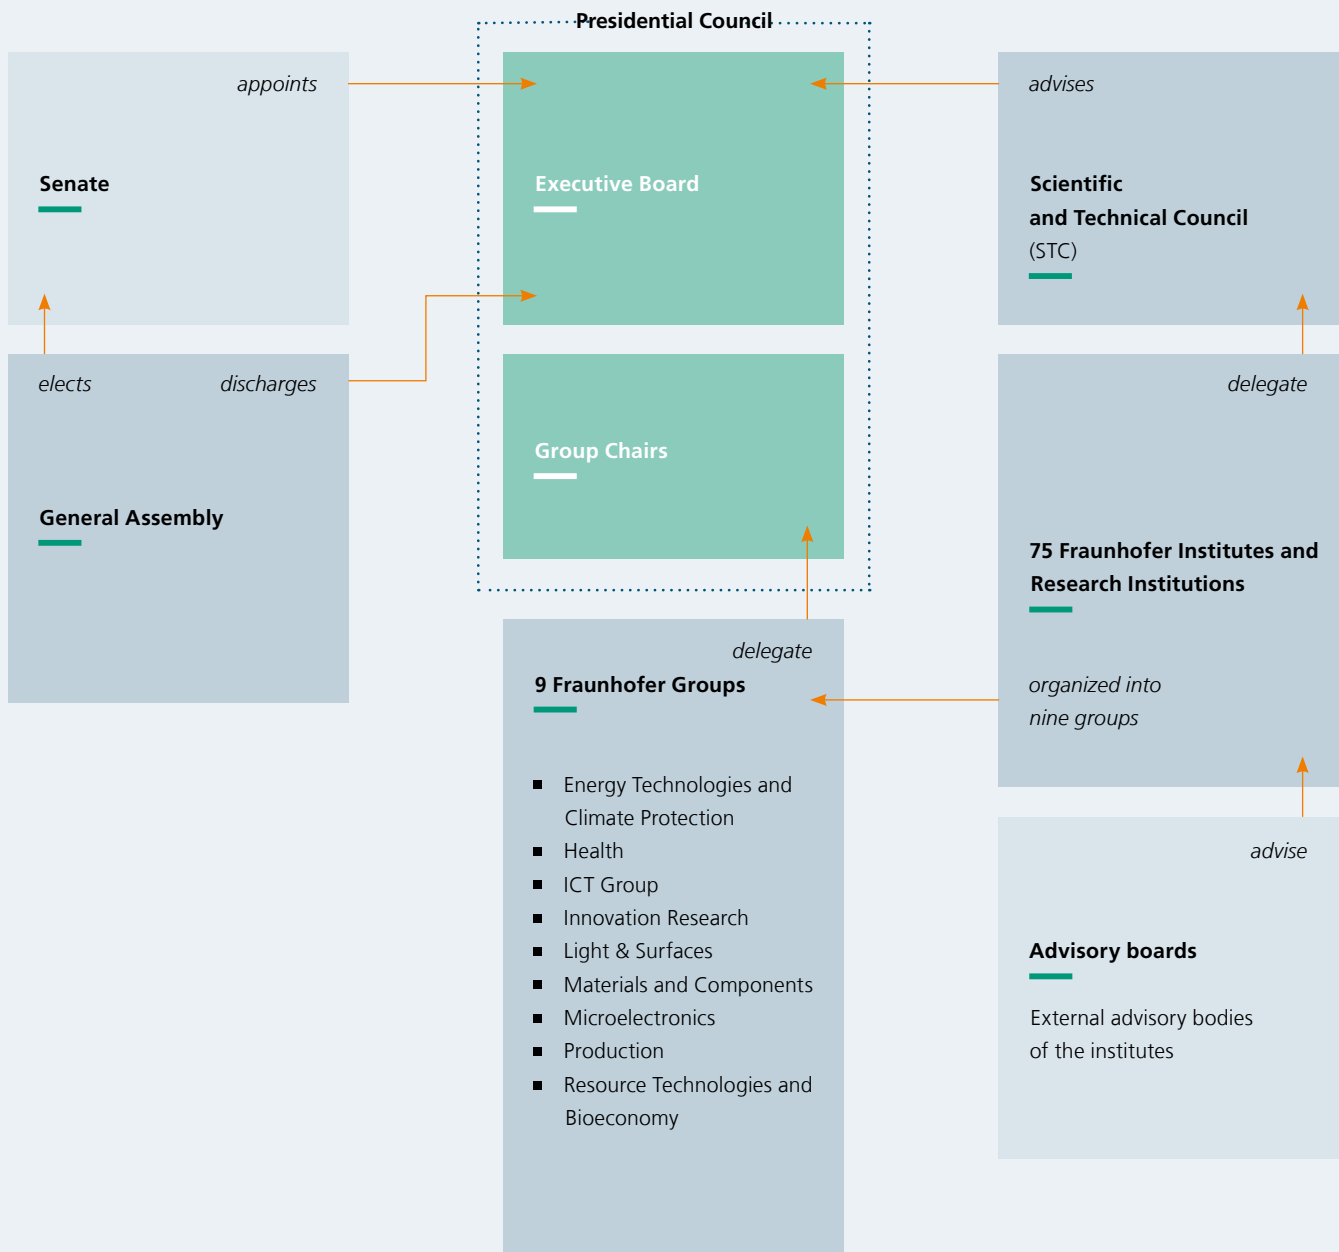 Presidential Council
appoints
Senate
Executive Board
advises
Scientific
and Technical Council
(STC)
elects
discharges
General Assembly
Group Chairs
delegate
75 Fraunhofer Institutes and
Research Institutions
organized into
nine groups
delegate
9 Fraunhofer Groups
Energy Technologies and
Climate Protection
Health
ICT Group
Innovation Research
Light & Surfaces
Materials and Components
Microelectronics
Production
Resource Technologies and
Bioeconomy
advise
Advisory boards
External advisory bodies
of the institutes